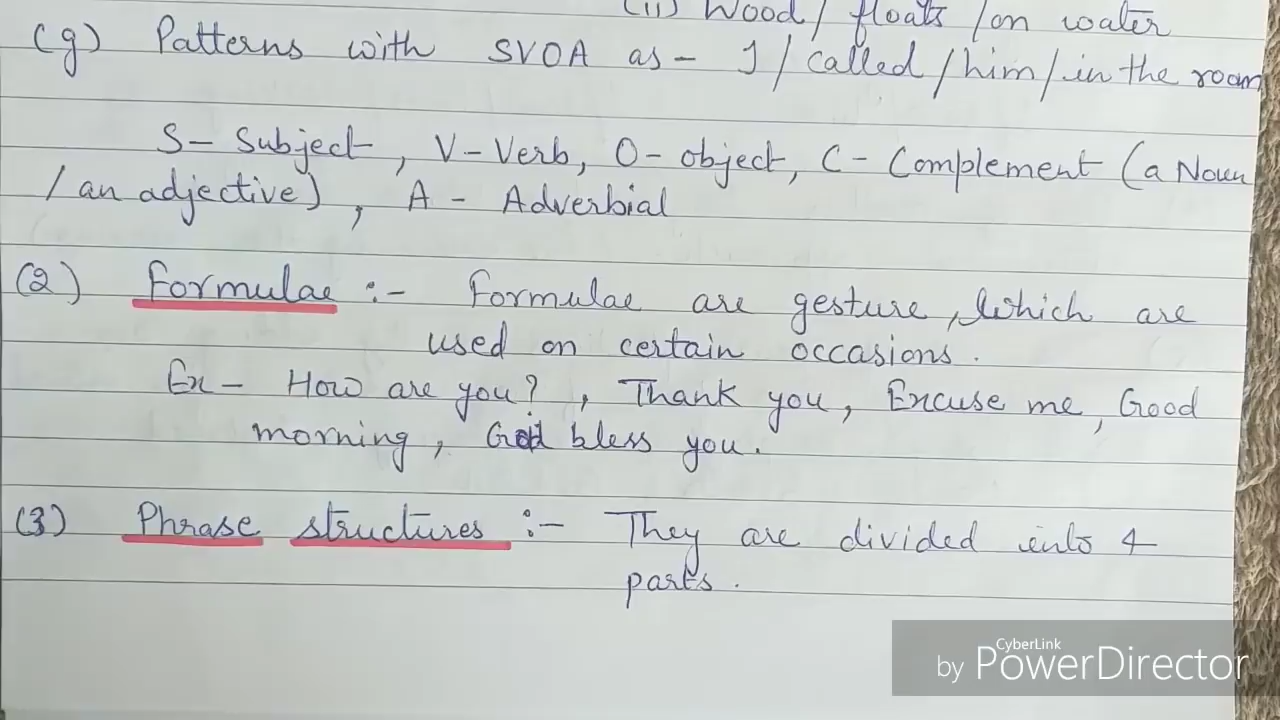 (ii) Wood / floats / on water
(g) Patterns with SVOA as - I / called / him / in the room
S - Subject, V - Verb, O - object, C - Complement (a Noun
/ an adjective), A - Adverbial
(2) Formulae :- Formulae are gesture, which are
used on certain occasions.
Ex - How are you?, Thank you, Excuse me, Good
morning, God bless you.
(3) Phrase structures :- They are divided into 4
parts.
CyberLink
by PowerDirector